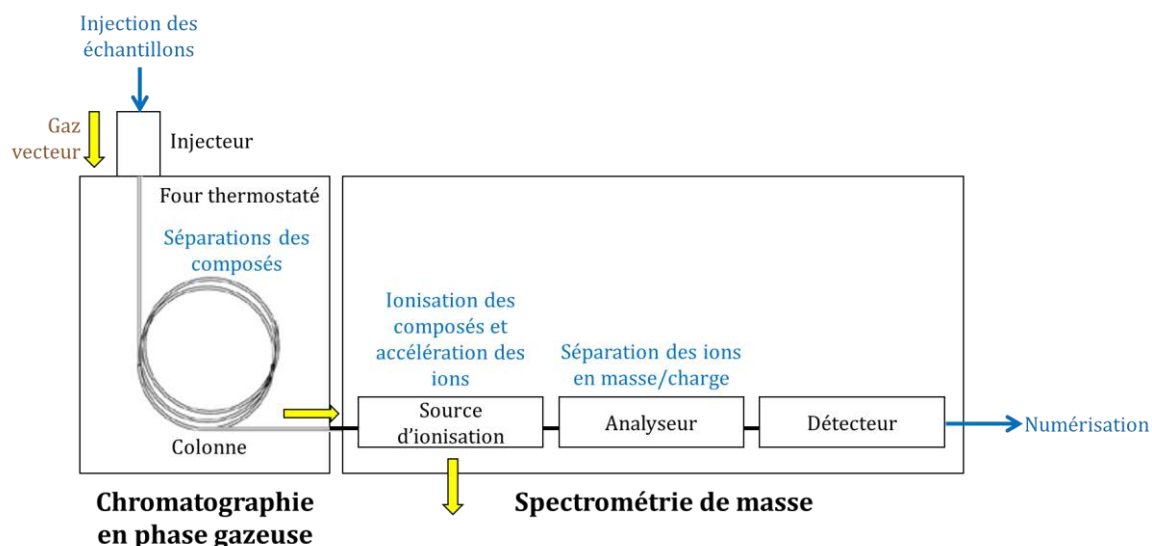 Injection des
échantillons
Gaz
vecteur
Injecteur
Four thermostaté
Séparations des
composés
Colonne
Ionisation des
composés et
accélération des
ions
Séparation des ions
en masse/charge
Source
d'ionisation
Analyseur
Détecteur
Numérisation
Chromatographie
en phase gazeuse
Spectrométrie de masse